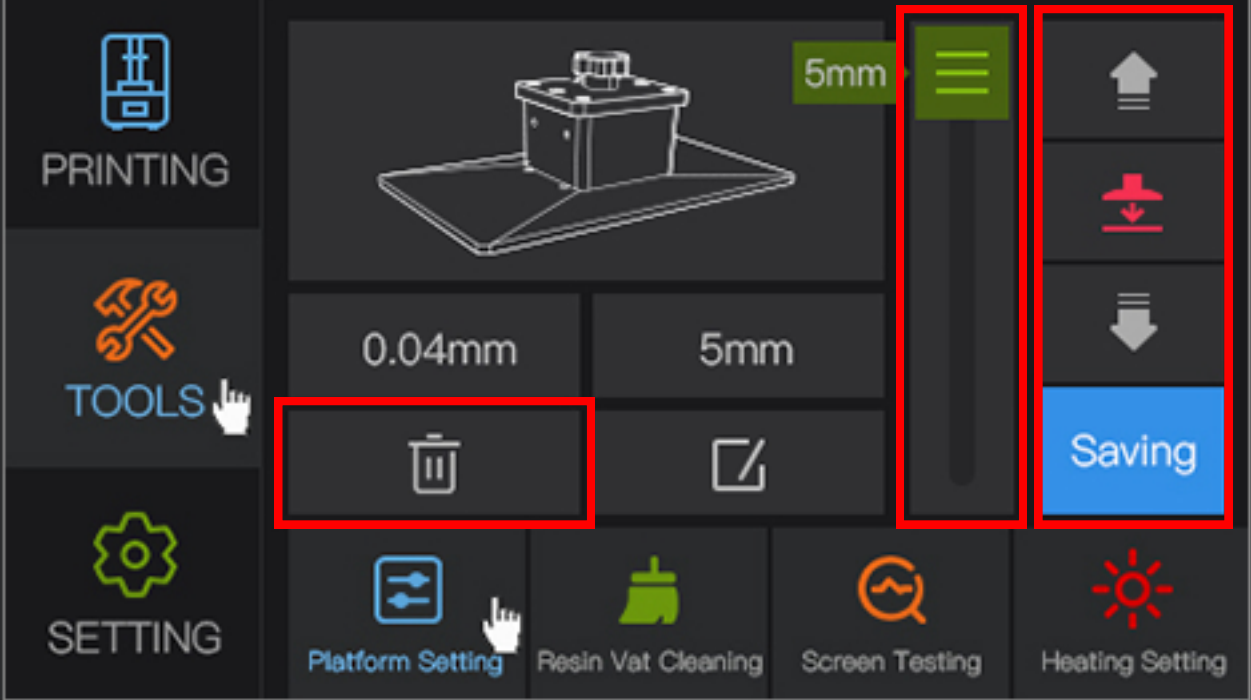 PRINTING
TOOLS
SETTING
5mm
0.04mm
5mm
Saving
Platform Setting
Resin Vat Cleaning
Screen Testing
Heating Setting